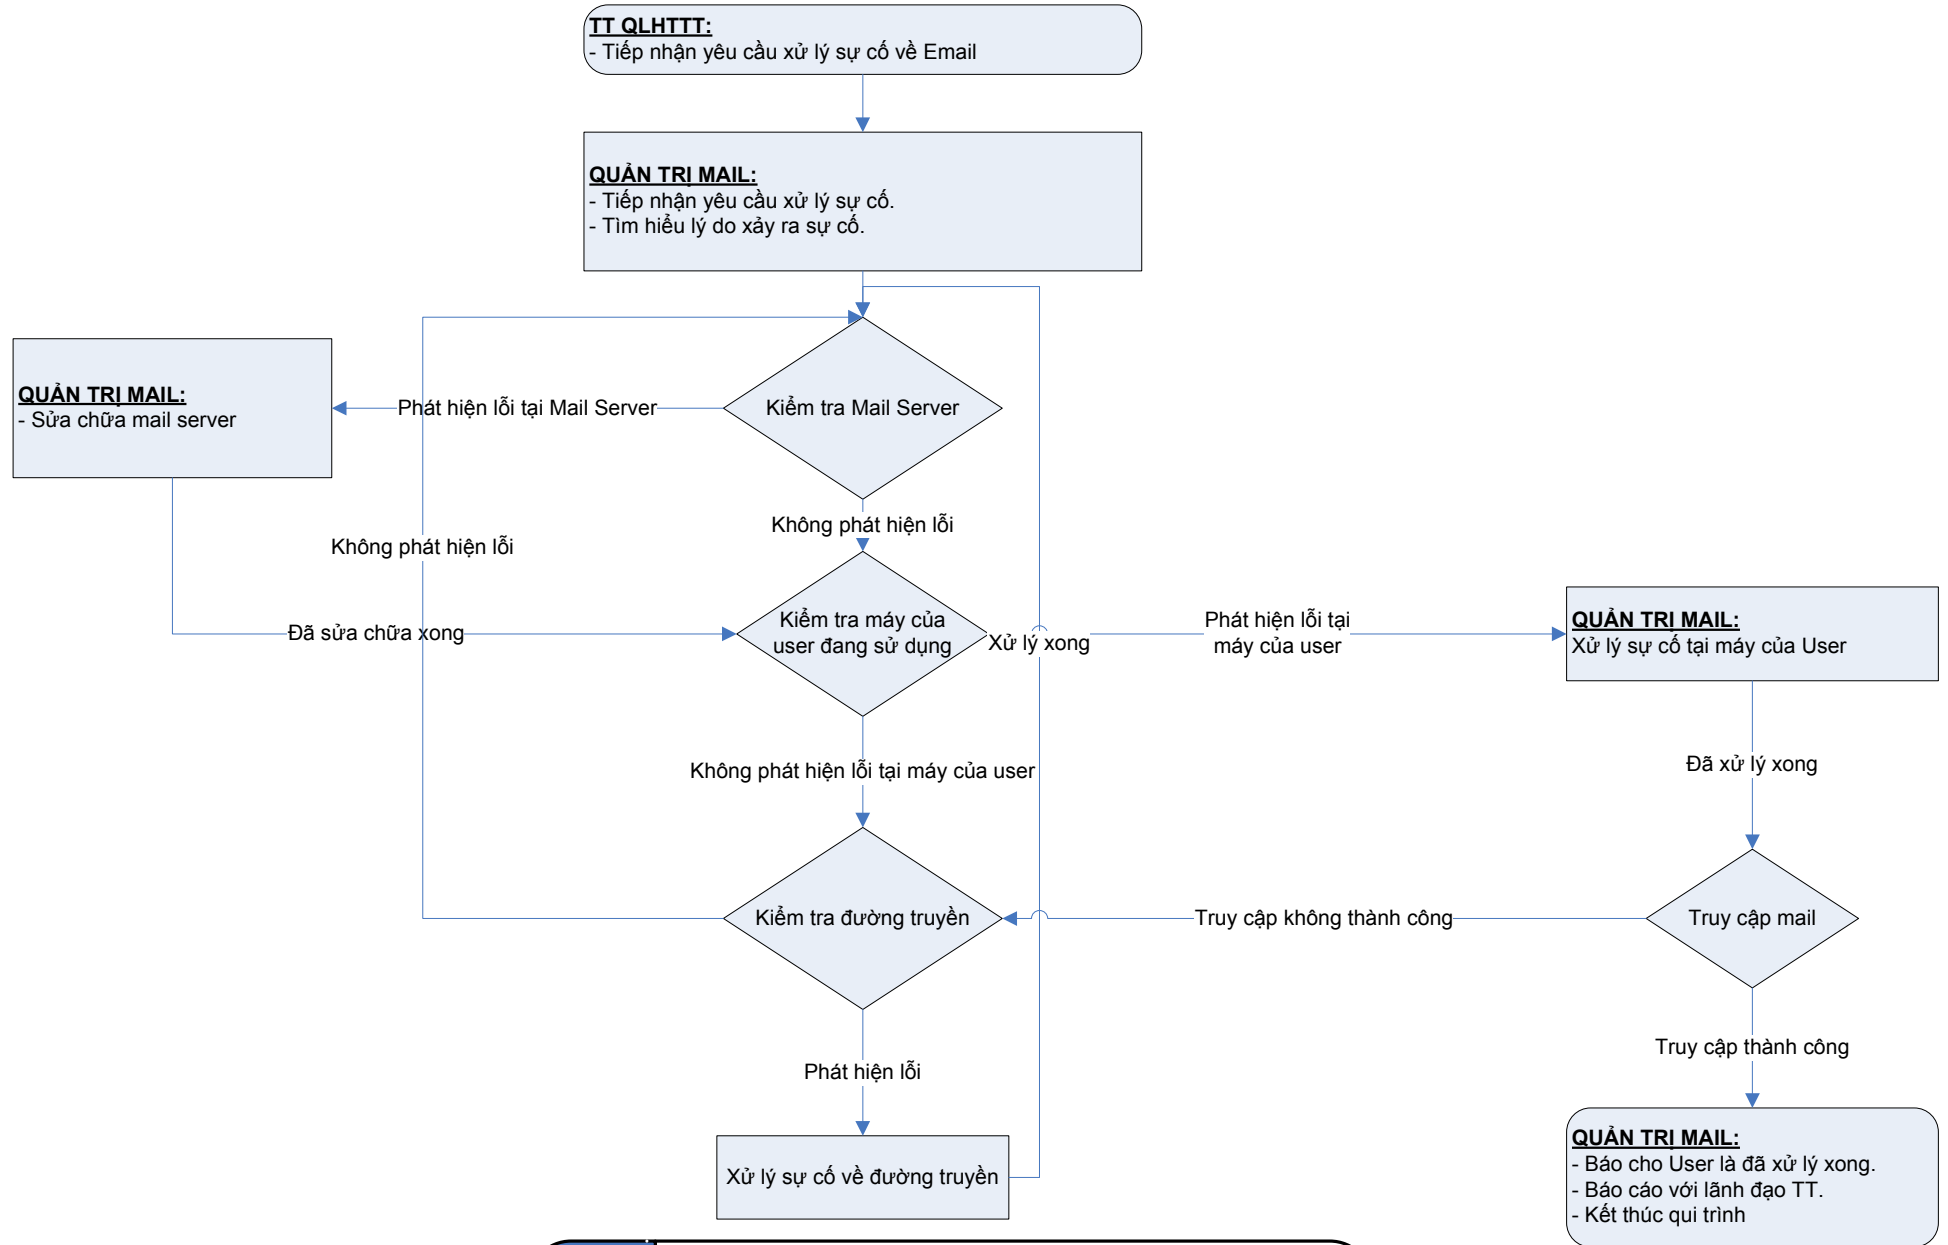 TT QLHTTT:
- Tiếp nhận yêu cầu xử lý sự cố về Email
QUẢN TRỊ MAIL:
- Tiếp nhận yêu cầu xử lý sự cố.
- Tìm hiểu lý do xảy ra sự cố.
QUẢN TRỊ MAIL:
- Sửa chữa mail server
Phát hiện lỗi tại Mail Server
Kiểm tra Mail Server
Không phát hiện lỗi
Không phát hiện lỗi
Đã sửa chữa xong
Kiểm tra máy của
user đang sử dụng
Xử lý xong
Phát hiện lỗi tại
máy của user
QUẢN TRỊ MAIL:
Xử lý sự cố tại máy của User
Không phát hiện lỗi tại máy của user
Đã xử lý xong
Kiểm tra đường truyền
Truy cập không thành công
Truy cập mail
Phát hiện lỗi
Truy cập thành công
Xử lý sự cố về đường truyền
QUẢN TRỊ MAIL:
- Báo cho User là đã xử lý xong.
- Báo cáo với lãnh đạo TT.
- Kết thúc qui trình